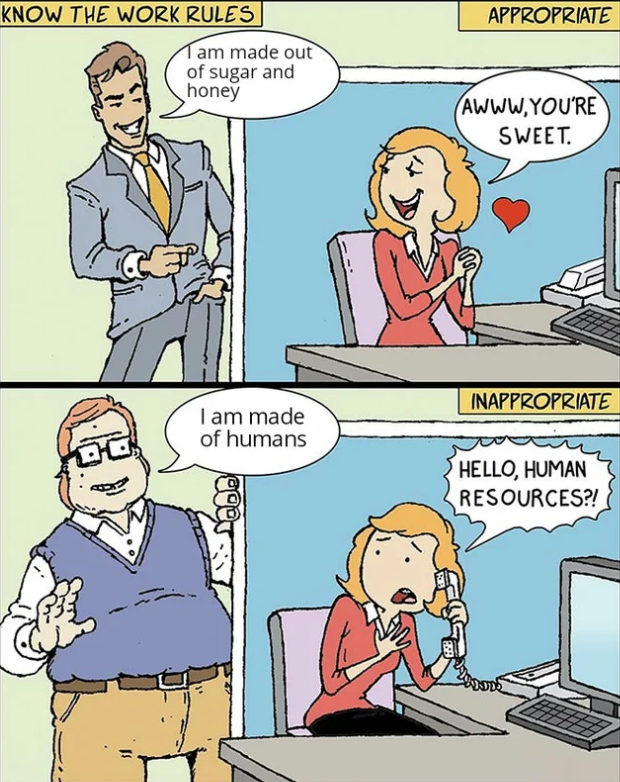 KNOW THE WORK RULES
APPROPRIATE
I am made out
of sugar and
honey
AWWW,YOU'RE
SWEET.
INAPPROPRIATE
I am made
of humans
HELLO, HUMAN
RESOURCES?!